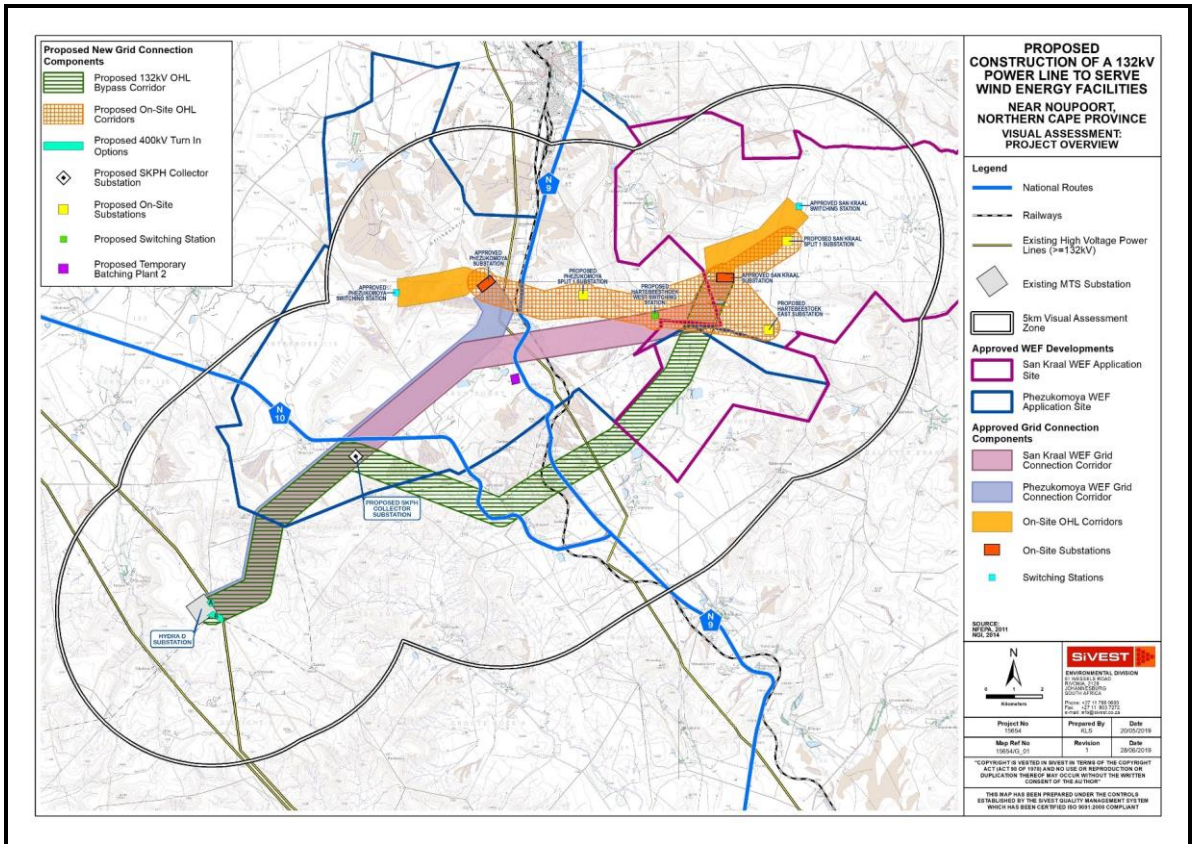 Proposed New Grid Connection
Components
Proposed 132kV OHL
Bypass Corridor
Proposed On-Site OHL
Corridors
Proposed 400kV Turn In
Options
Proposed SKPH Collector
Substation
Proposed On-Site
Substations
Proposed Switching Station
Proposed Temporary
Batching Plant 2
N
9
APPROVED SAN KRAAL
SWITCHING STATION
PROPOSED SAN KRAAL
SPLIT 1 SUBSTATION
APPROVED
PHEZUKOMOYA
SUBSTATION
APPROVED SAN KRAAL
SUBSTATION
PROPOSED
PHEZUKOMOYA
SPLIT 1 SUBSTATION
APPROVED
PHEZUKOMOYA
SWITCHING STATION
PROPOSED
HARTEBEESTHOEK
WEST SWITCHING
STATION
PROPOSED
HARTEBEESTOEK
EAST SUBSTATION
N
10
PROPOSED SKPH
COLLECTOR
SUBSTATION
HYDRA D
SUBSTATION
N
9
PROPOSED
CONSTRUCTION OF A 132kV
POWER LINE TO SERVE
WIND ENERGY FACILITIES
NEAR NOUPOORT,
NORTHERN CAPE PROVINCE
VISUAL ASSESSMENT:
PROJECT OVERVIEW
Legend
National Routes
Railways
Existing High Voltage Power
Lines (>=132kV)
Existing MTS Substation
5km Visual Assessment
Zone
Approved WEF Developments
San Kraal WEF Application
Site
Phezukomoya WEF
Application Site
Approved Grid Connection
Components
San Kraal WEF Grid
Connection Corridor
Phezukomoya WEF Grid
Connection Corridor
On-Site OHL Corridors
On-Site Substations
Switching Stations
SOURCE:
NFEPA, 2011
NGI, 2014
N
0 1 2
Kilometers
SiVEST
ENVIRONMENTAL DIVISION
51 WESSELS ROAD
RIVONIA, 2128
JOHANNESBURG
SOUTH AFRICA
Project No
15654
Prepared By
KLS
Date
20/05/2019
Map Ref No
15654/G_01
Revision
1
Date
28/06/2019
"COPYRIGHT IS VESTED IN SIVEST IN TERMS OF THE COPYRIGHT
ACT (ACT 98 OF 1978) AND NO USE OR REPRODUCTION OR
DUPLICATION THEREOF MAY OCCUR WITHOUT THE WRITTEN
CONSENT OF THE AUTHOR"
THIS MAP HAS BEEN PREPARED UNDER THE CONTROLS
ESTABLISHED BY THE SIVEST QUALITY MANAGEMENT SYSTEM
WHICH HAS BEEN CERTIFIED ISO 9001:2008 COMPLIANT